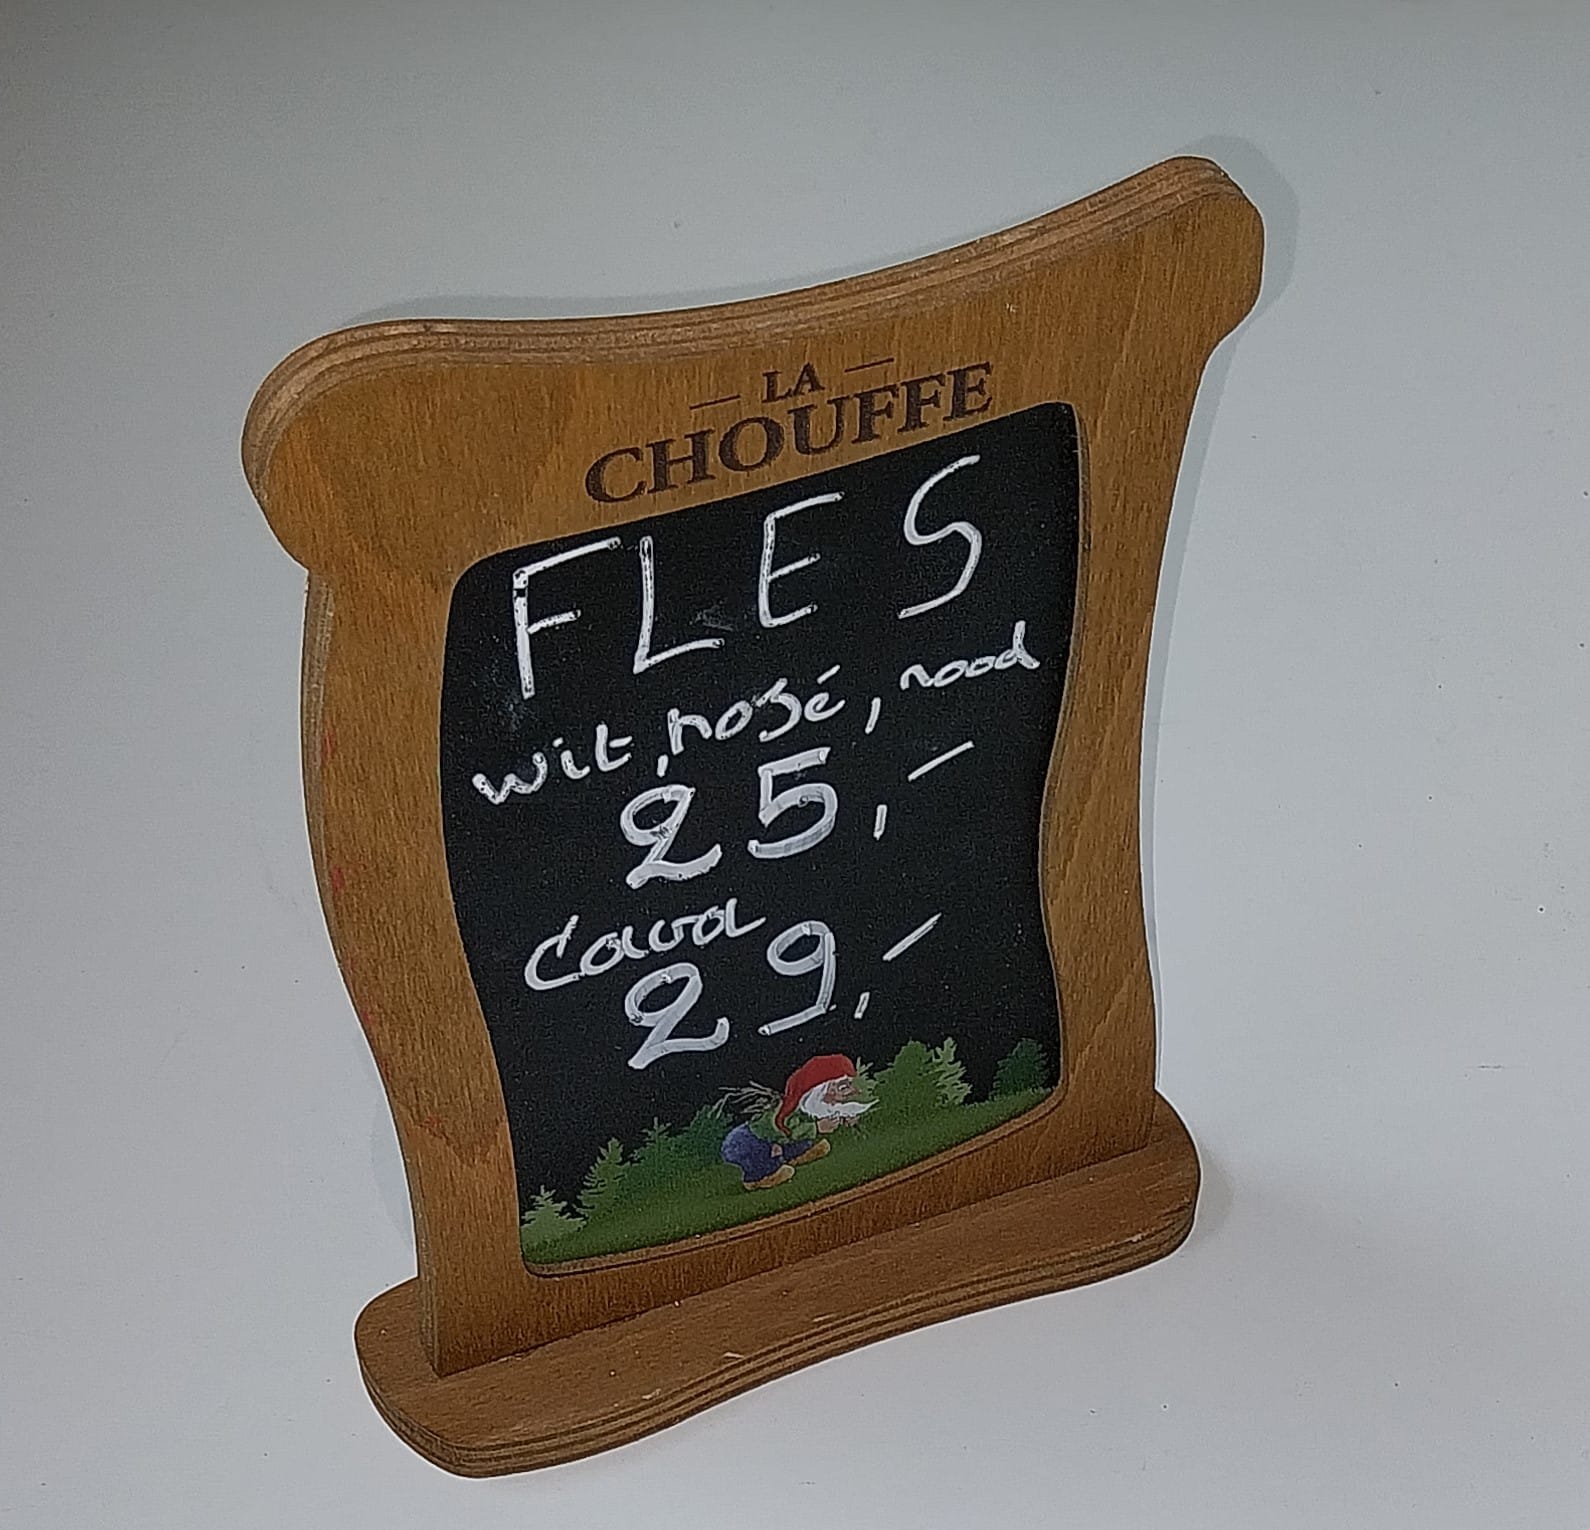 LA
CHOUFFE
FLES
wit, rosé, rood
25,-
Cava
29,-